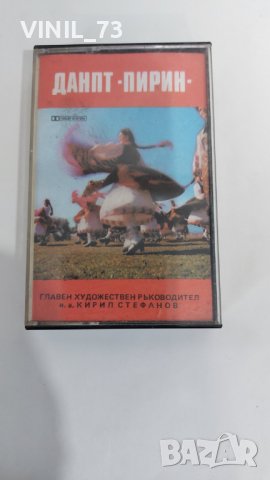 VINIL_73
ДАНПТ •ПИРИН•
ГЛАВЕН ХУДОЖЕСТВЕН РЪКОВОДИТЕЛ
н. а. КИРИЛ СТЕФАНОВ
BAZAR